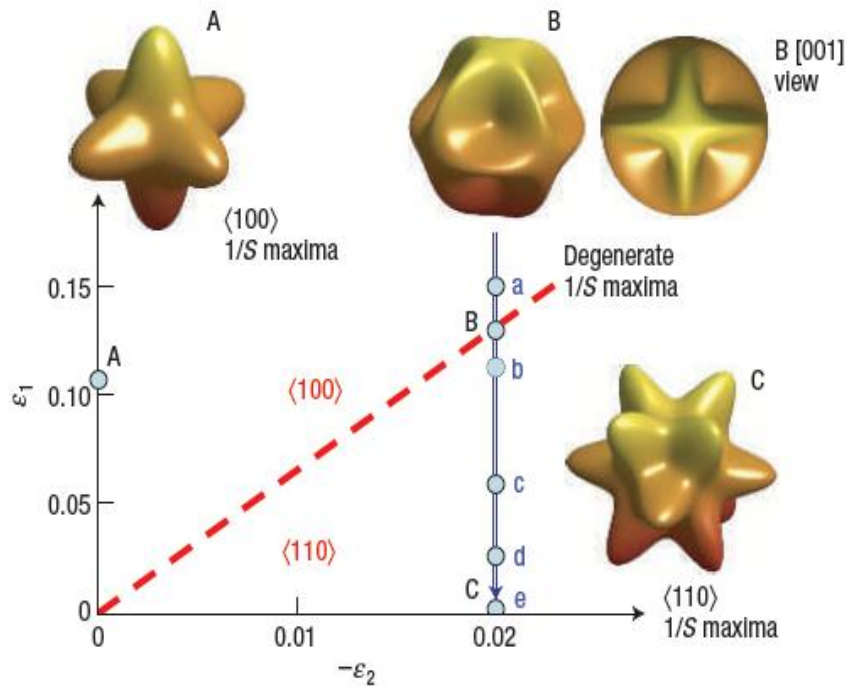 A
B
B [001]
view
⟨100⟩
1/S maxima
Degenerate
1/S maxima
0.15
a
B
A
b
0.10
⟨100⟩
C
ε₁
c
0.05
⟨110⟩
d
C
e
⟨110⟩
1/S maxima
0
0
0.01
0.02
−ε₂